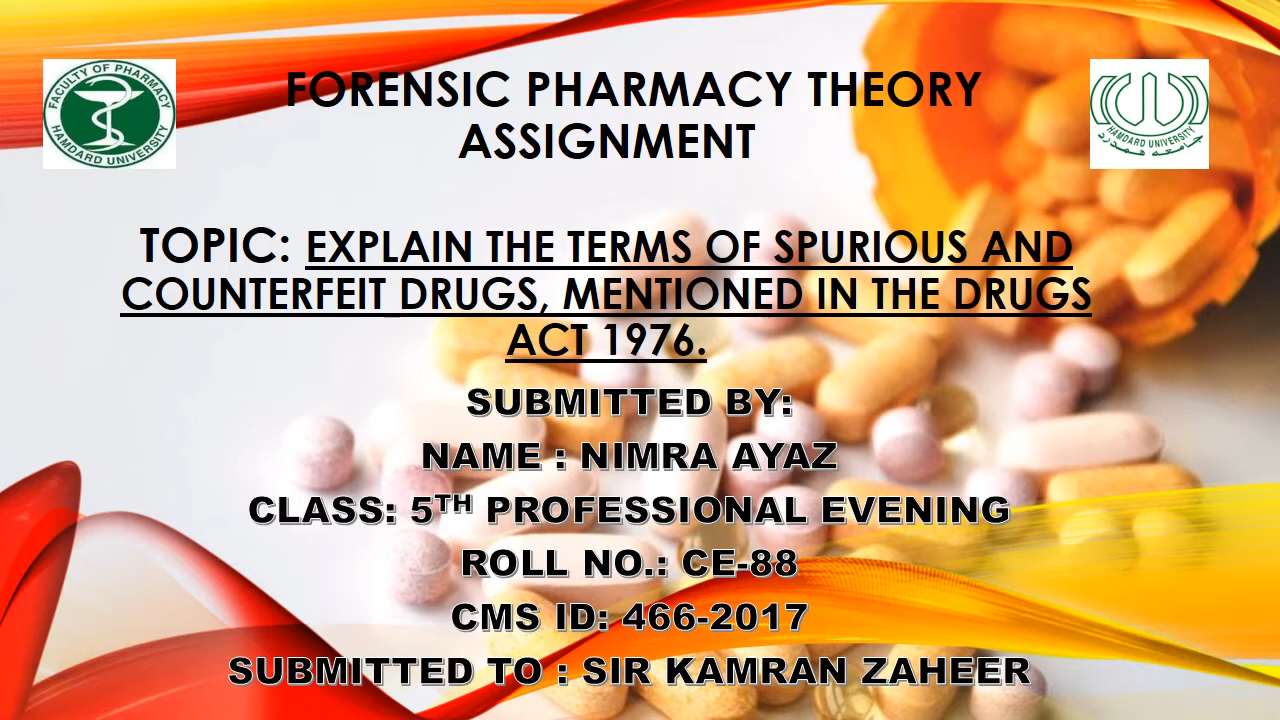 FACULTY OF PHARMACY
HAMDARD UNIVERSITY
FORENSIC PHARMACY THEORY
ASSIGNMENT
HAMDARD UNIVERSITY
جامعه همدرد
TOPIC: EXPLAIN THE TERMS OF SPURIOUS AND
COUNTERFEIT DRUGS, MENTIONED IN THE DRUGS
ACT 1976.
SUBMITTED BY:
NAME : NIMRA AYAZ
CLASS: 5TH PROFESSIONAL EVENING
ROLL NO.: CE-88
CMS ID: 466-2017
SUBMITTED TO : SIR KAMRAN ZAHEER